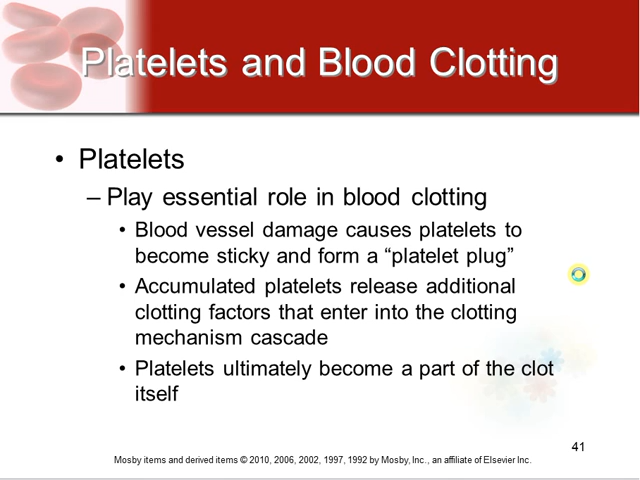 Platelets and Blood Clotting
• Platelets
– Play essential role in blood clotting
• Blood vessel damage causes platelets to
become sticky and form a “platelet plug”
• Accumulated platelets release additional
clotting factors that enter into the clotting
mechanism cascade
• Platelets ultimately become a part of the clot
itself
41
Mosby items and derived items © 2010, 2006, 2002, 1997, 1992 by Mosby, Inc., an affiliate of Elsevier Inc.